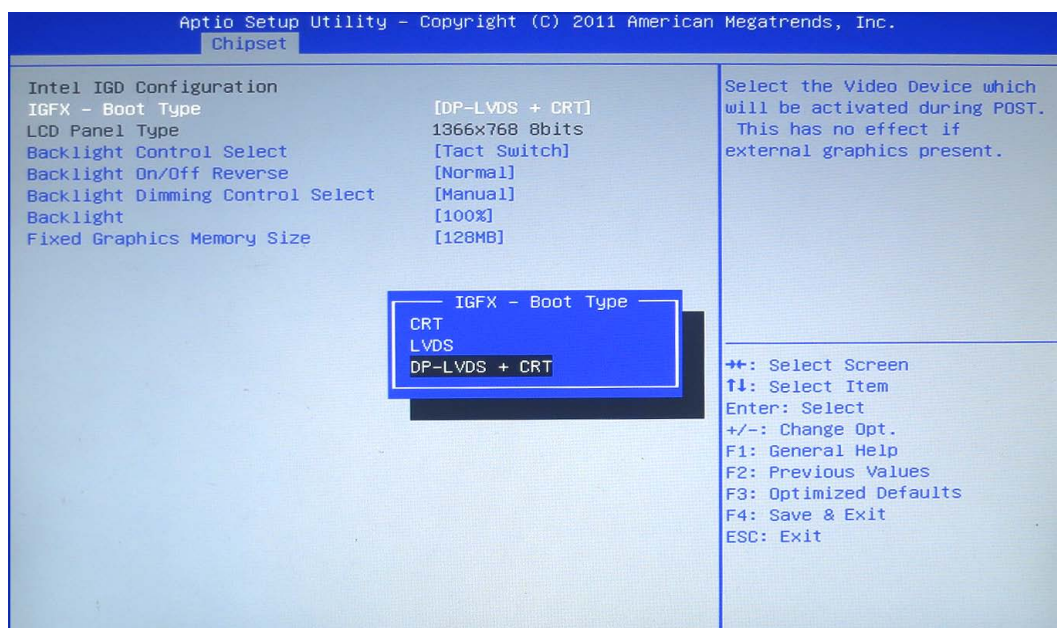 Aptio Setup Utility – Copyright (C) 2011 American Megatrends, Inc.
Chipset
Intel IGD Configuration
IGFX – Boot Type [DP-LVDS + CRT]
LCD Panel Type 1366x768 8bits
Backlight Control Select [Tact Switch]
Backlight On/Off Reverse [Normal]
Backlight Dimming Control Select [Manual]
Backlight [100%]
Fixed Graphics Memory Size [128MB]
IGFX – Boot Type
CRT
LVDS
DP-LVDS + CRT
Select the Video Device which
will be activated during POST.
This has no effect if
external graphics present.
→←: Select Screen
↑↓: Select Item
Enter: Select
+/-: Change Opt.
F1: General Help
F2: Previous Values
F3: Optimized Defaults
F4: Save & Exit
ESC: Exit